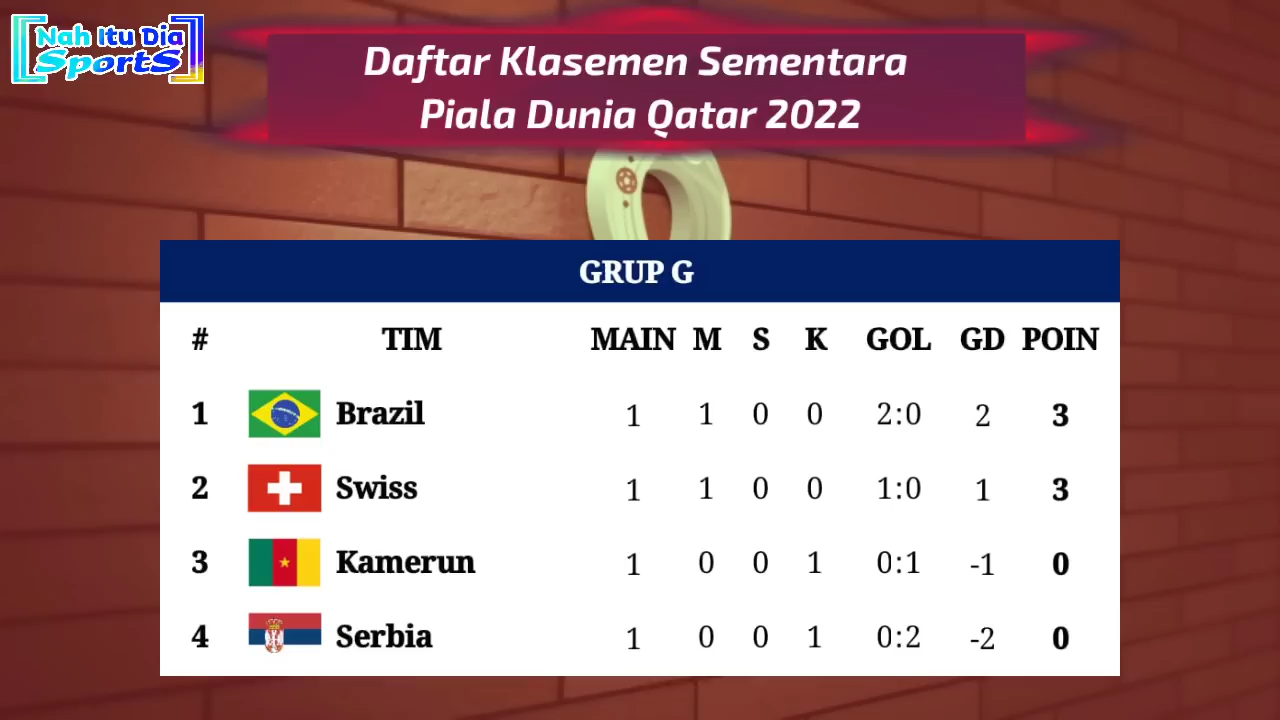 Nah Itu Dia
SportS
Daftar Klasemen Sementara
Piala Dunia Qatar 2022
GRUP G
# TIM MAIN M S K GOL GD POIN
1 Brazil 1 1 0 0 2:0 2 3
2 Swiss 1 1 0 0 1:0 1 3
3 Kamerun 1 0 0 1 0:1 -1 0
4 Serbia 1 0 0 1 0:2 -2 0